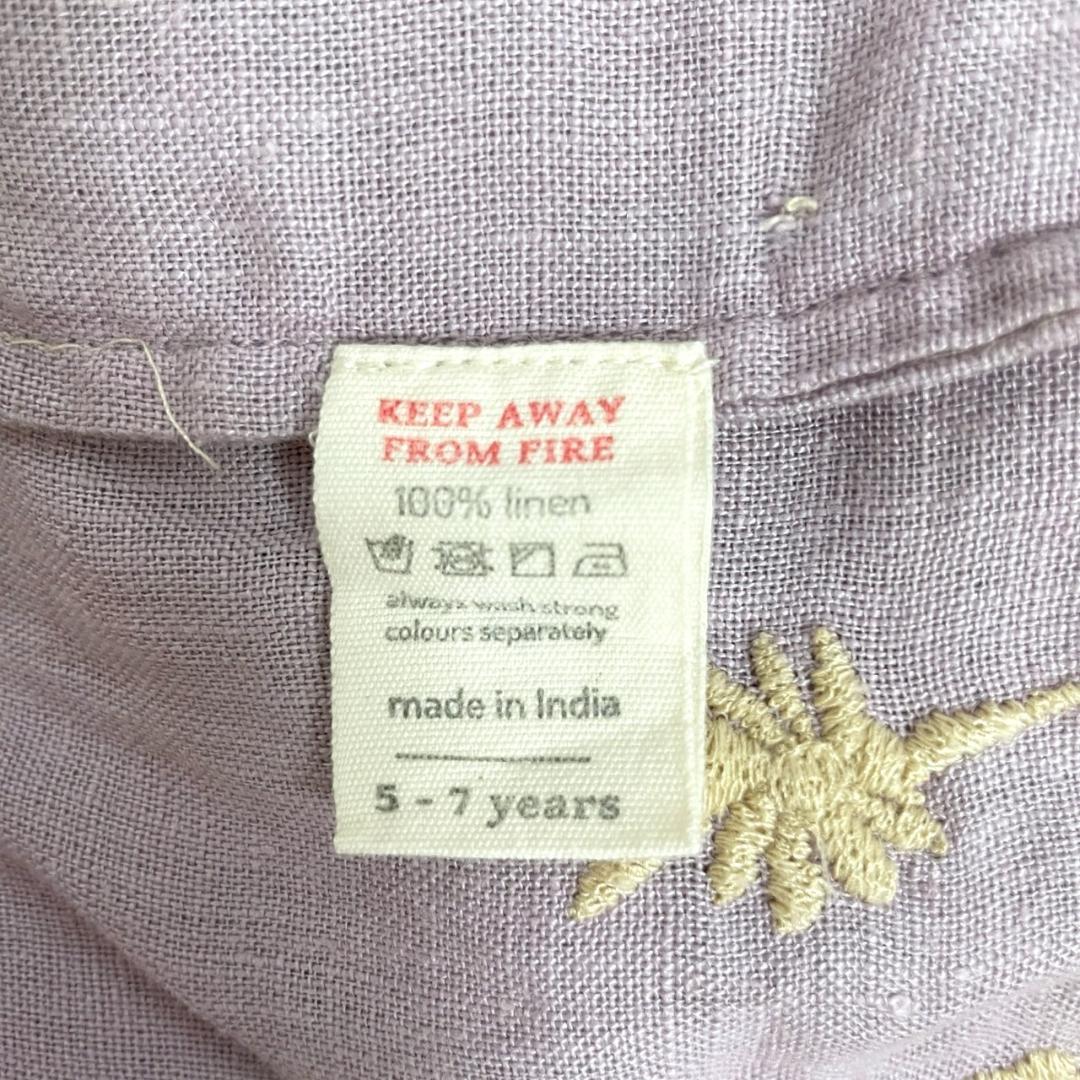 KEEP AWAY
FROM FIRE
100% linen
always wash strong
colours separately
made in India
5 - 7 years